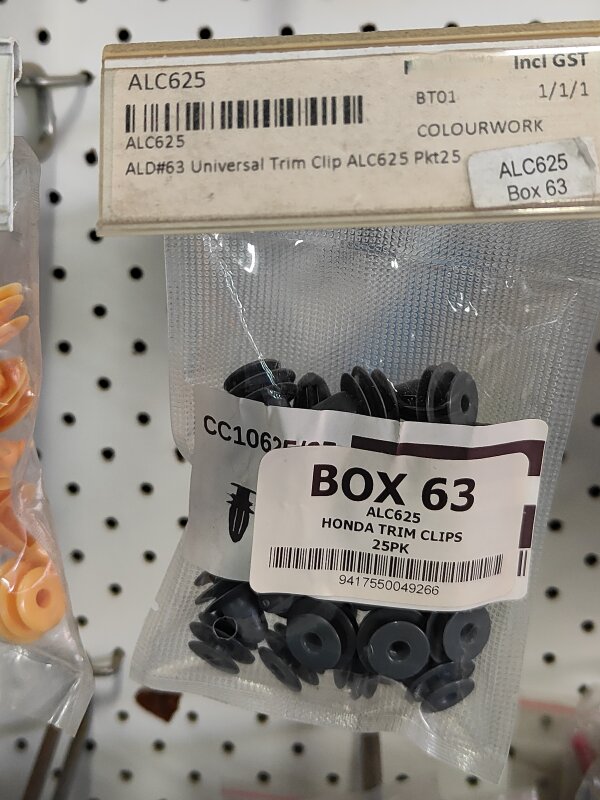 ALC625
Incl GST
BT01
1/1/1
ALC625
COLOURWORK
ALD#63 Universal Trim Clip ALC625 Pkt25
ALC625
Box 63
BOX 63
ALC625
HONDA TRIM CLIPS
25PK
9417550049266